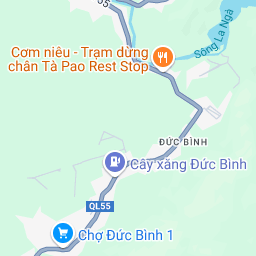 55
Sông La Ngà
Cơm niêu - Trạm dừng
chân Tà Pao Rest Stop
ĐỨC BÌNH
Cây xăng Đức Bình
QL55
Chợ Đức Bình 1